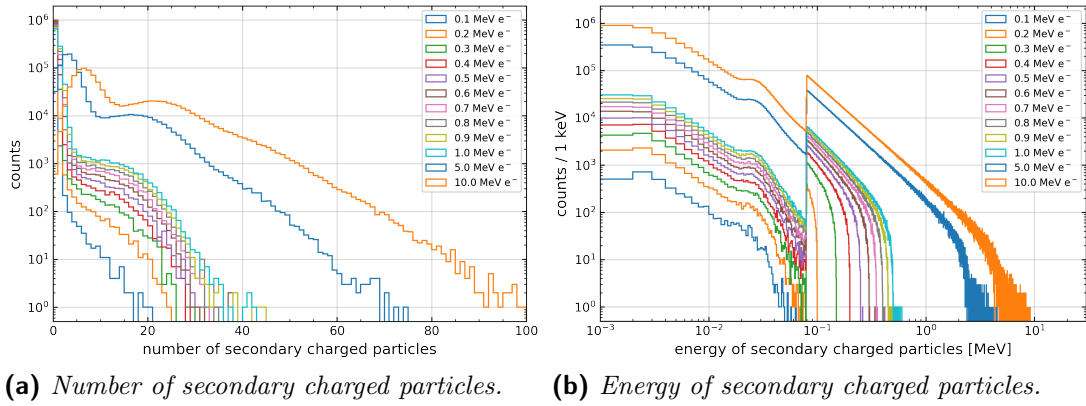 10⁶
10⁵
10⁴
10³
10²
10¹
10⁰
counts
0 20 40 60 80 100
number of secondary charged particles
0.1 MeV e⁻
0.2 MeV e⁻
0.3 MeV e⁻
0.4 MeV e⁻
0.5 MeV e⁻
0.6 MeV e⁻
0.7 MeV e⁻
0.8 MeV e⁻
0.9 MeV e⁻
1.0 MeV e⁻
5.0 MeV e⁻
10.0 MeV e⁻
(a) Number of secondary charged particles.
10⁶
10⁵
10⁴
10³
10²
10¹
10⁰
counts / 1 keV
10⁻³ 10⁻² 10⁻¹ 10⁰ 10¹
energy of secondary charged particles [MeV]
0.1 MeV e⁻
0.2 MeV e⁻
0.3 MeV e⁻
0.4 MeV e⁻
0.5 MeV e⁻
0.6 MeV e⁻
0.7 MeV e⁻
0.8 MeV e⁻
0.9 MeV e⁻
1.0 MeV e⁻
5.0 MeV e⁻
10.0 MeV e⁻
(b) Energy of secondary charged particles.